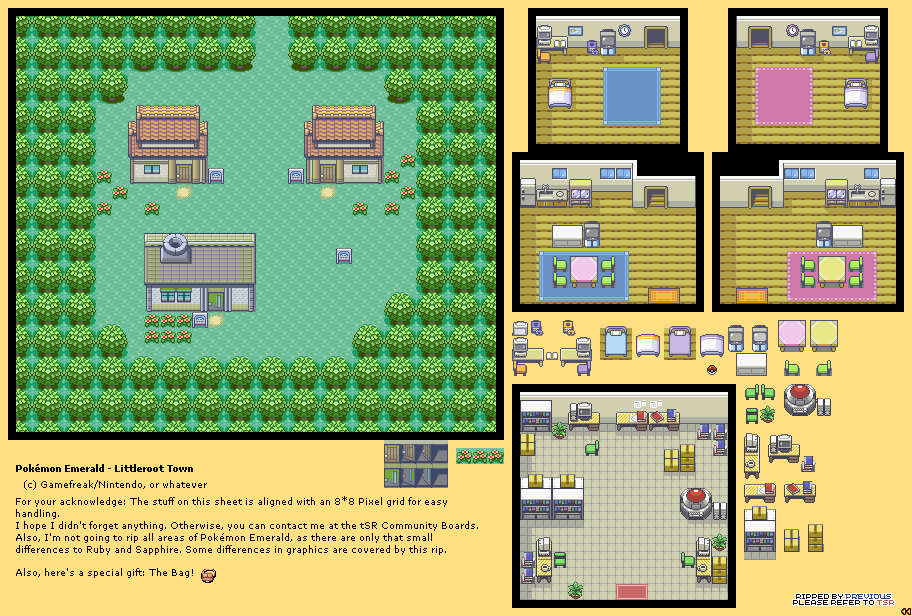 Pokémon Emerald - Littleroot Town
(c) Gamefreak/Nintendo, or whatever
For your acknowledge: The stuff on this sheet is aligned with an 8*8 Pixel grid for easy
handling.
I hope I didn't forget anything. Otherwise, you can contact me at the tSR Community Boards.
Also, I'm not going to rip all areas of Pokémon Emerald, as there are only that small
differences to Ruby and Sapphire. Some differences in graphics are covered by this rip.
Also, here's a special gift: The Bag!
RIPPED BY PREVIOUS
PLEASE REFER TO TSR